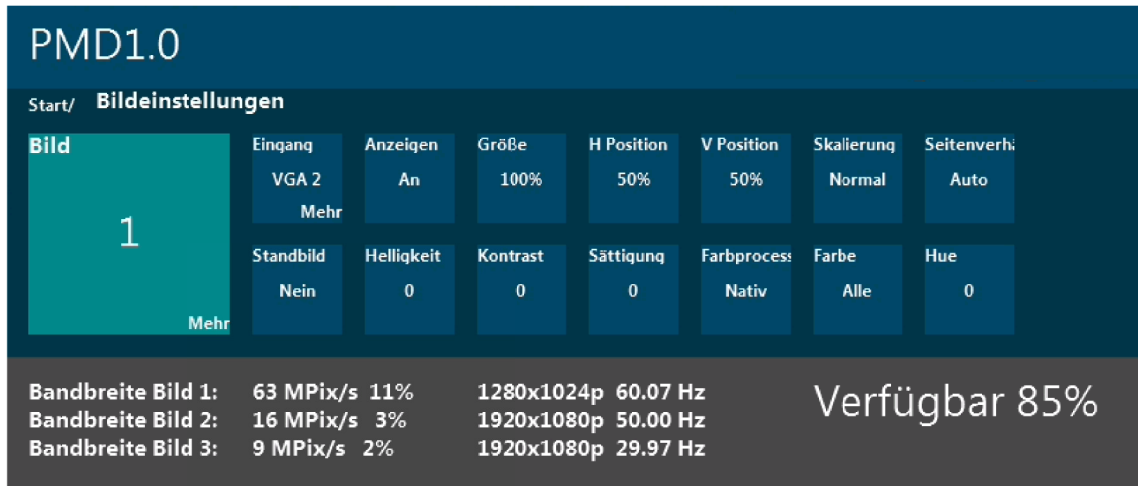 PMD1.0
Start/ Bildeinstellungen
Bild
1
Mehr
Eingang Anzeigen Größe H Position V Position Skalierung Seitenverhä
VGA 2 An 100% 50% 50% Normal Auto
Mehr
Standbild Helligkeit Kontrast Sättigung Farbprocess Farbe Hue
Nein 0 0 0 Nativ Alle 0
Bandbreite Bild 1: 63 MPix/s 11% 1280x1024p 60.07 Hz
Bandbreite Bild 2: 16 MPix/s 3% 1920x1080p 50.00 Hz
Bandbreite Bild 3: 9 MPix/s 2% 1920x1080p 29.97 Hz
Verfügbar 85%